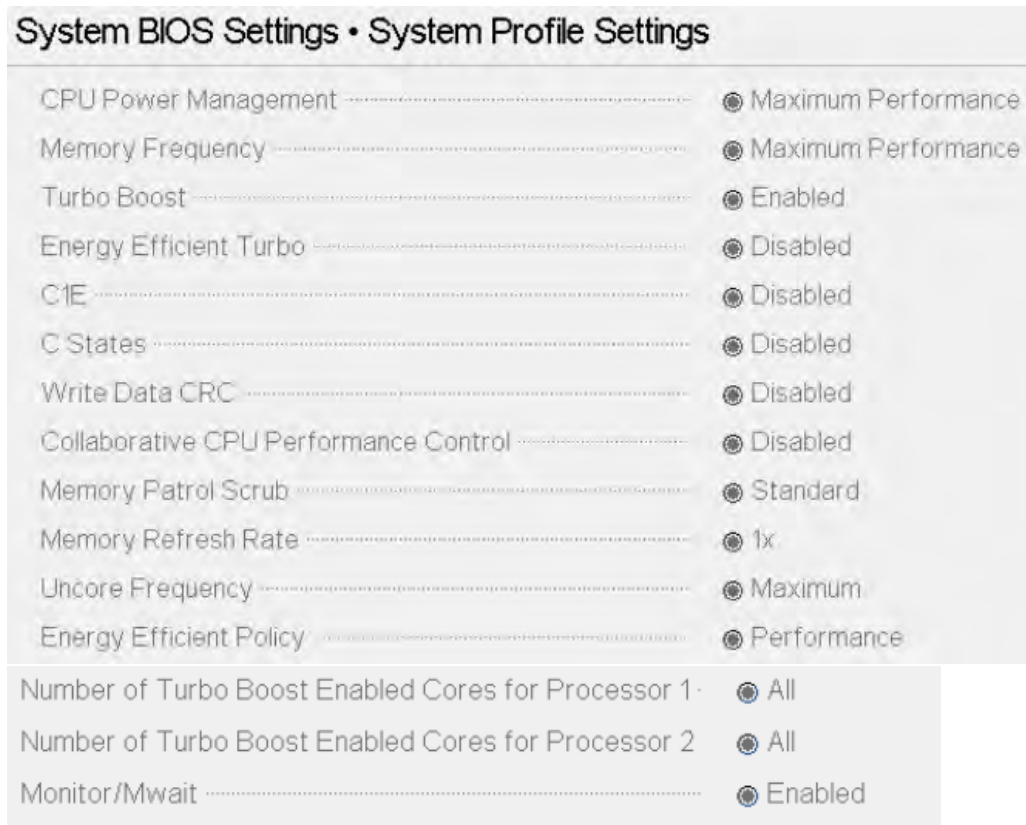 System BIOS Settings • System Profile Settings
CPU Power Management Maximum Performance
Memory Frequency Maximum Performance
Turbo Boost Enabled
Energy Efficient Turbo Disabled
C1E Disabled
C States Disabled
Write Data CRC Disabled
Collaborative CPU Performance Control Disabled
Memory Patrol Scrub Standard
Memory Refresh Rate 1x
Uncore Frequency Maximum
Energy Efficient Policy Performance
Number of Turbo Boost Enabled Cores for Processor 1 All
Number of Turbo Boost Enabled Cores for Processor 2 All
Monitor/Mwait Enabled